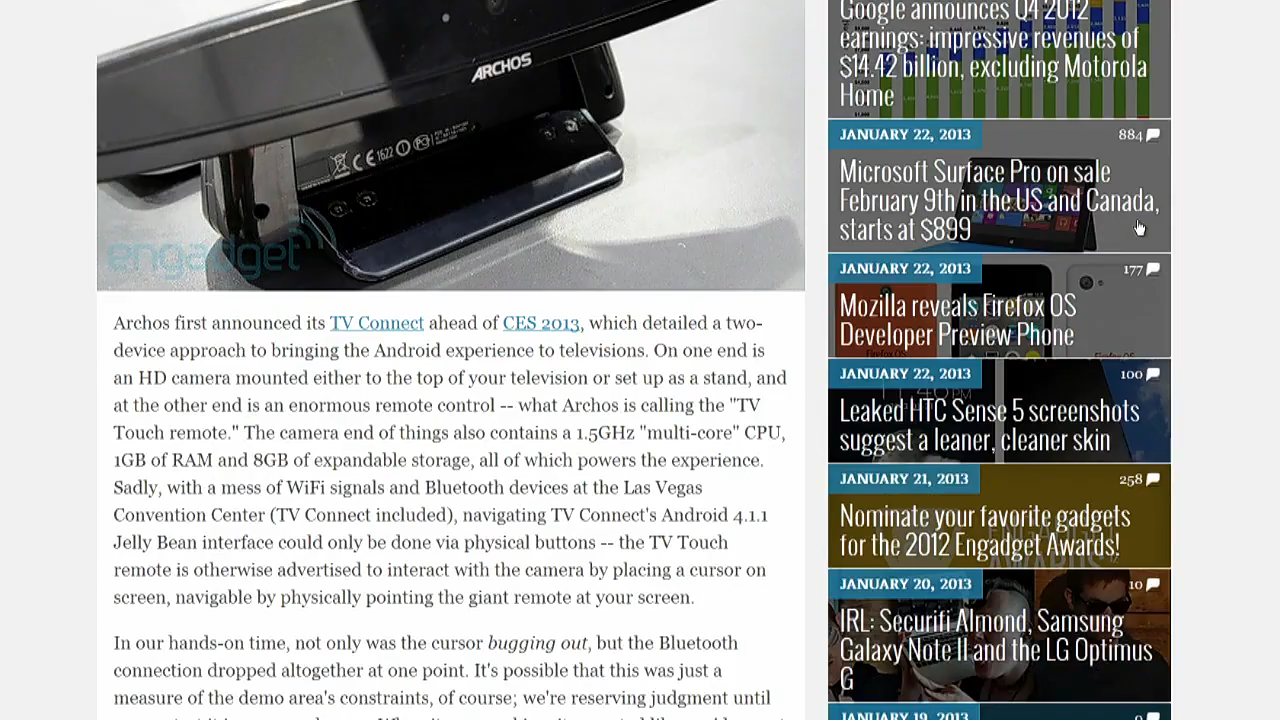 ARCHOS
CE 1622
engadget
Archos first announced its TV Connect ahead of CES 2013, which detailed a two-
device approach to bringing the Android experience to televisions. On one end is
an HD camera mounted either to the top of your television or set up as a stand, and
at the other end is an enormous remote control -- what Archos is calling the "TV
Touch remote." The camera end of things also contains a 1.5GHz "multi-core" CPU,
1GB of RAM and 8GB of expandable storage, all of which powers the experience.
Sadly, with a mess of WiFi signals and Bluetooth devices at the Las Vegas
Convention Center (TV Connect included), navigating TV Connect's Android 4.1.1
Jelly Bean interface could only be done via physical buttons -- the TV Touch
remote is otherwise advertised to interact with the camera by placing a cursor on
screen, navigable by physically pointing the giant remote at your screen.
In our hands-on time, not only was the cursor bugging out, but the Bluetooth
connection dropped altogether at one point. It's possible that this was just a
measure of the demo area's constraints, of course; we're reserving judgment until
Google announces Q4 2012
earnings: impressive revenues of
$14.42 billion, excluding Motorola
Home
JANUARY 22, 2013 884
Microsoft Surface Pro on sale
February 9th in the US and Canada,
starts at $899
JANUARY 22, 2013 177
Mozilla reveals Firefox OS
Developer Preview Phone
JANUARY 22, 2013 100
Leaked HTC Sense 5 screenshots
suggest a leaner, cleaner skin
JANUARY 21, 2013 258
Nominate your favorite gadgets
for the 2012 Engadget Awards!
JANUARY 20, 2013 10
IRL: Securifi Almond, Samsung
Galaxy Note II and the LG Optimus
G
JANUARY 19, 2013